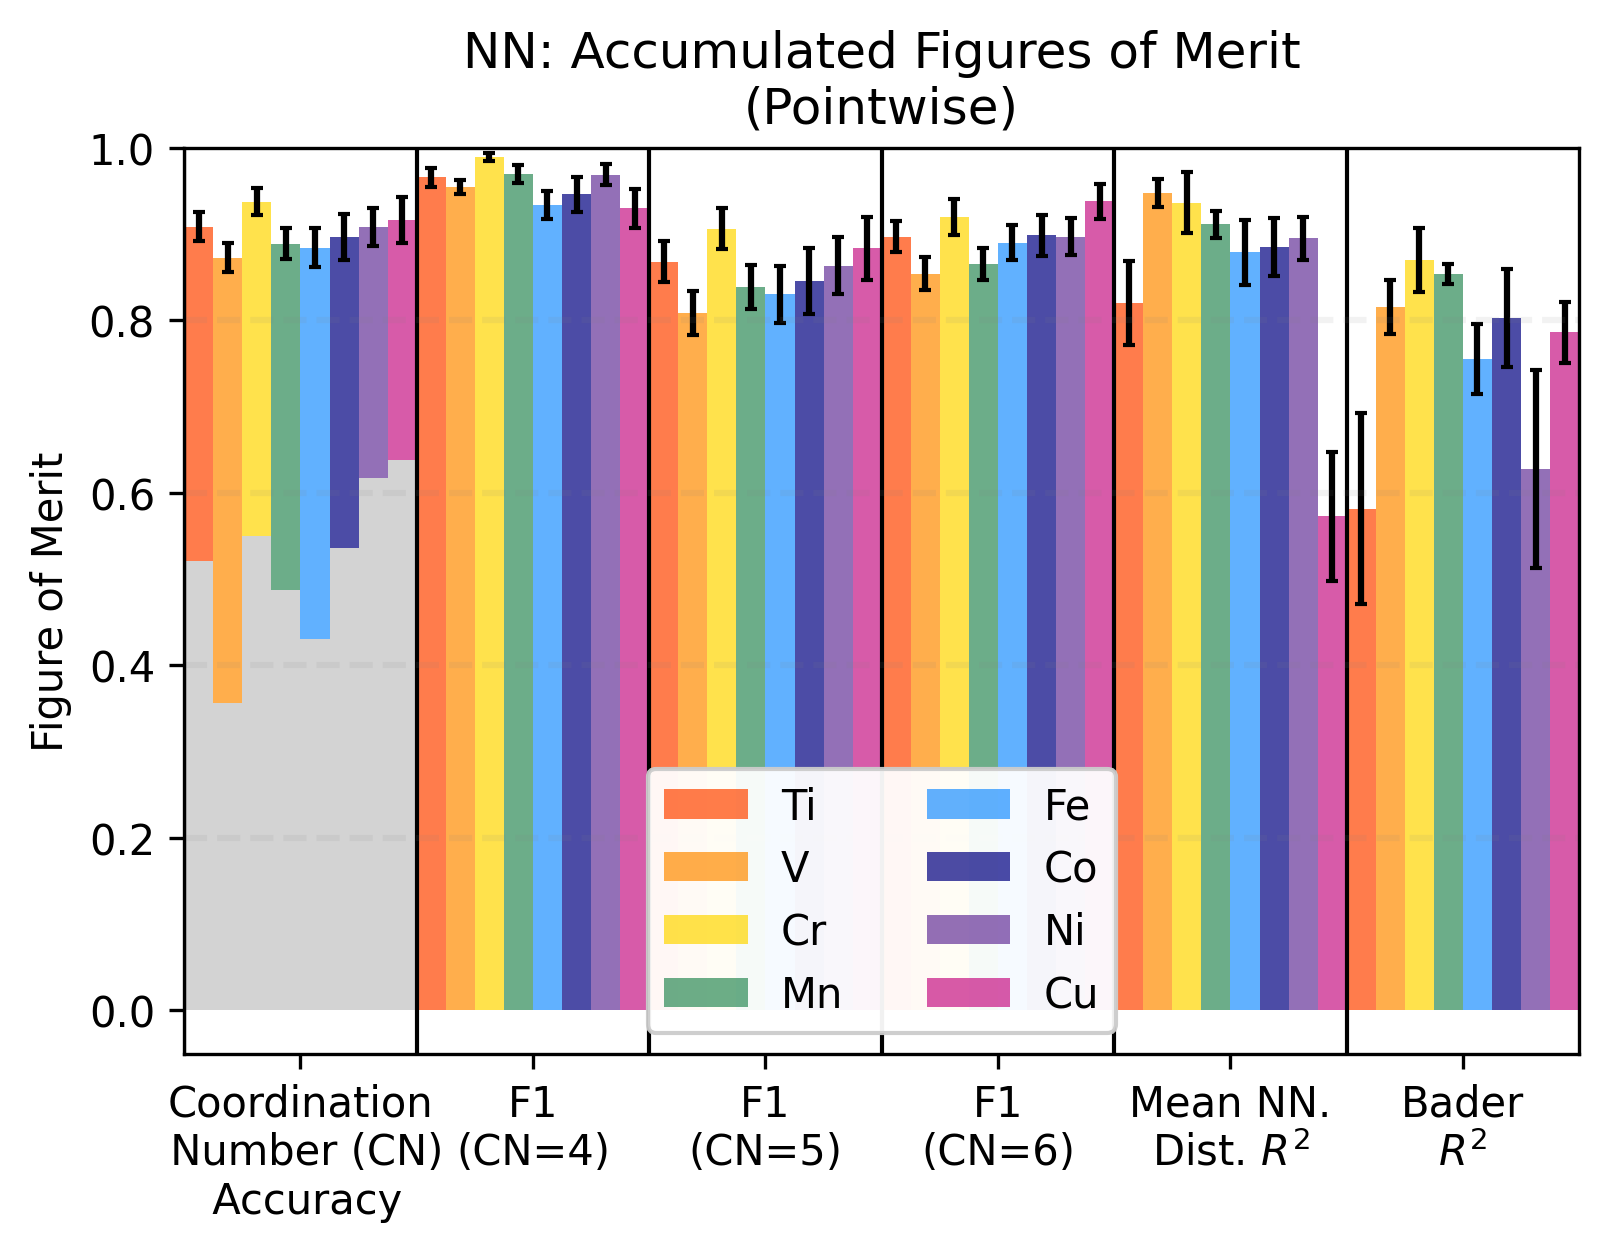 NN: Accumulated Figures of Merit
(Pointwise)
Figure of Merit
1.0
0.8
0.6
0.4
0.2
0.0
Ti
V
Cr
Mn
Fe
Co
Ni
Cu
Coordination
Number (CN)
Accuracy
F1
(CN=4)
F1
(CN=5)
F1
(CN=6)
Mean NN.
Dist. R²
Bader
R²